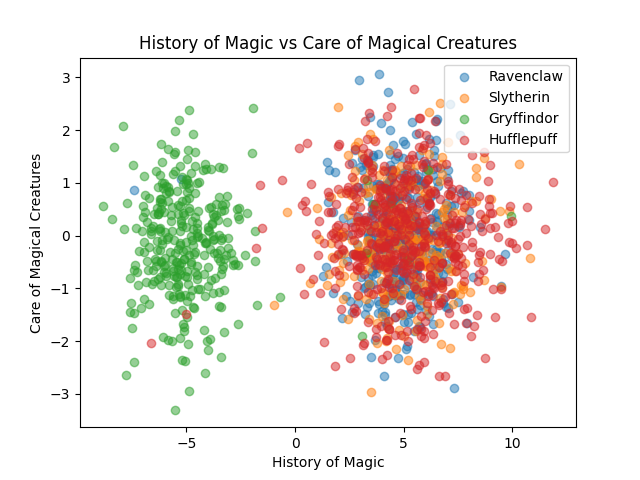 History of Magic vs Care of Magical Creatures
Ravenclaw
Slytherin
Gryffindor
Hufflepuff
Care of Magical Creatures
3
2
1
0
−1
−2
−3
−5
0
5
10
History of Magic